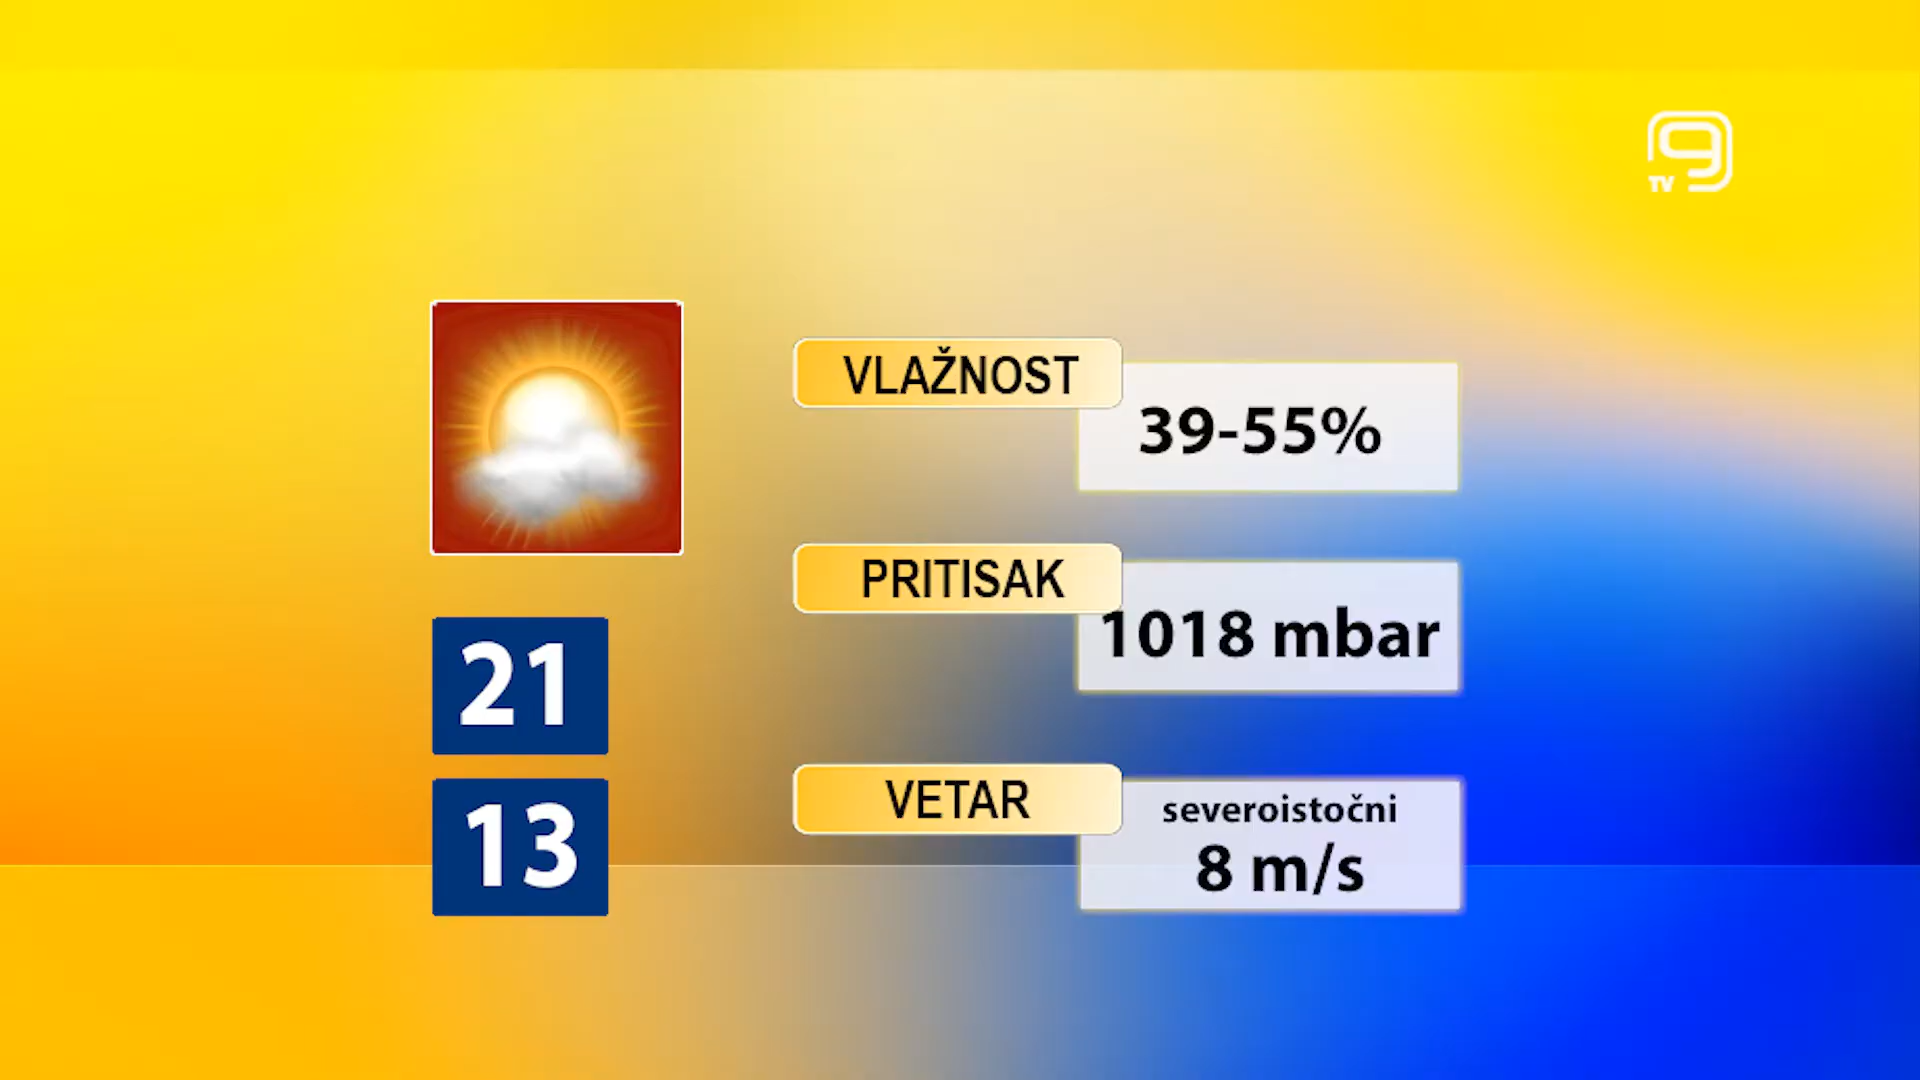 9
TV
VLAŽNOST
39-55%
PRITISAK
1018 mbar
21
13
VETAR
severoistočni
8 m/s